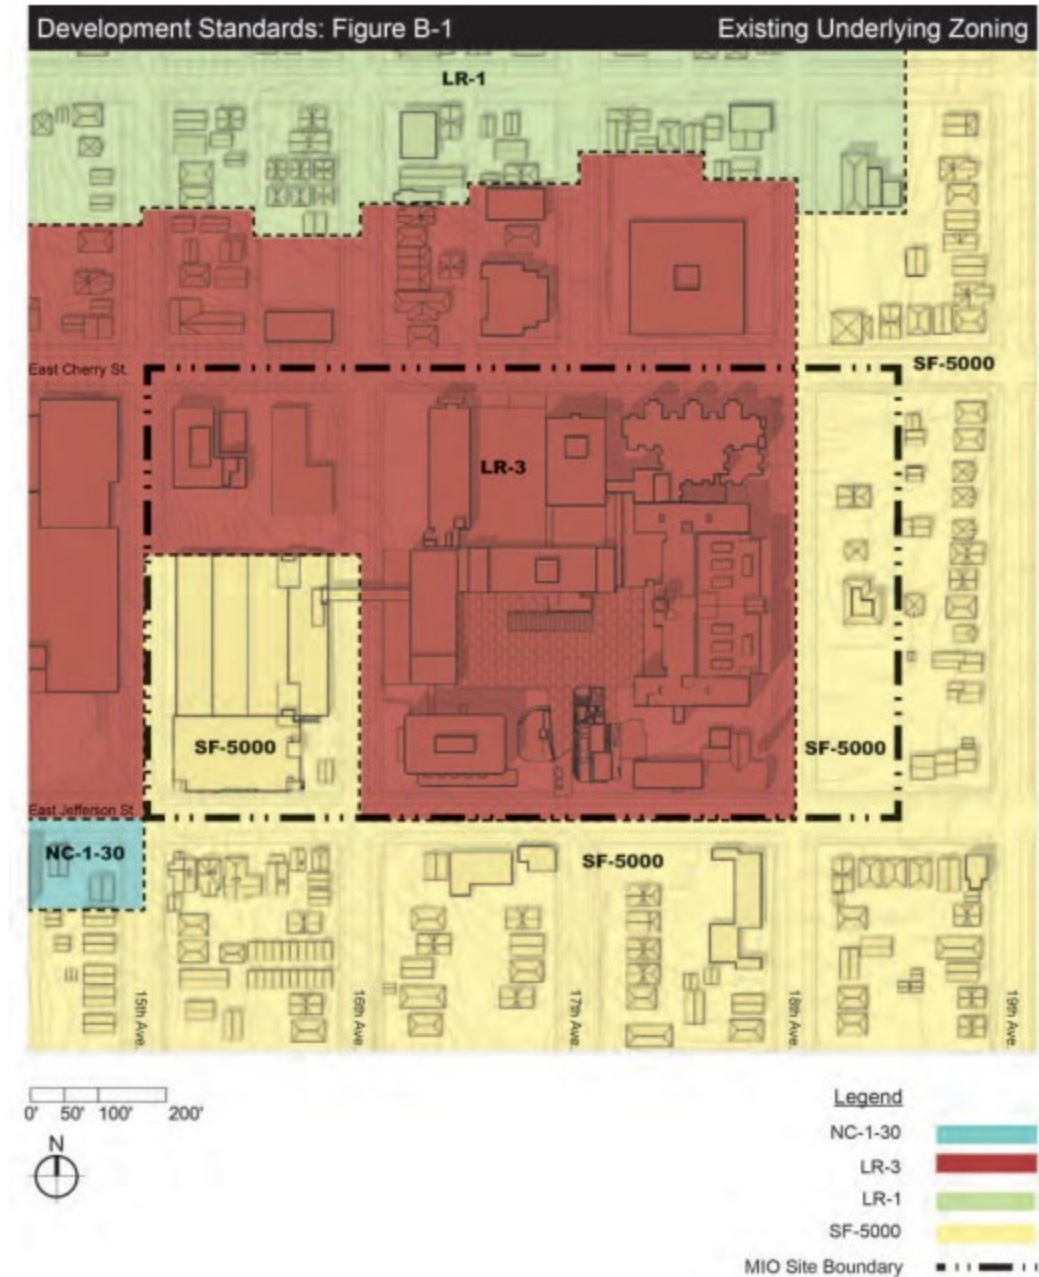 Development Standards: Figure B-1 Existing Underlying Zoning
LR-1
East Cherry St.
SF-5000
LR-3
SF-5000
SF-5000
East Jefferson St.
NC-1-30
SF-5000
15th Ave.
16th Ave.
17th Ave.
18th Ave.
19th Ave.
0' 50' 100' 200'
N
Legend
NC-1-30
LR-3
LR-1
SF-5000
MIO Site Boundary